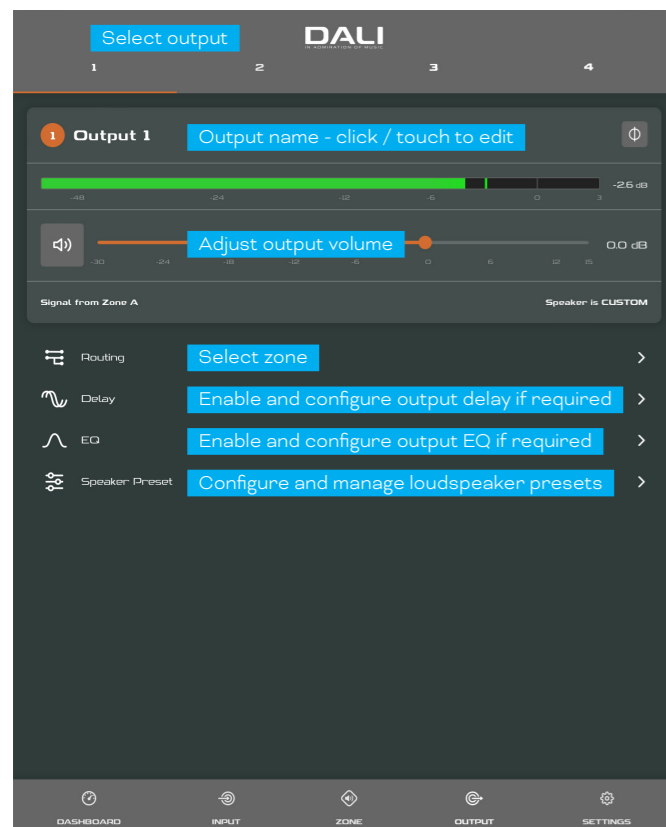 Select output
DALI
IN ADMIRATION OF MUSIC
1 2 3 4
1 Output 1 Output name - click / touch to edit
-2.6 dB
-48 -24 -12 -6 0 3
Adjust output volume 0.0 dB
-30 -24 -18 -12 -6 0 6 12 15
Signal from Zone A Speaker is CUSTOM
Routing Select zone
Delay Enable and configure output delay if required
EQ Enable and configure output EQ if required
Speaker Preset Configure and manage loudspeaker presets
DASHBOARD INPUT ZONE OUTPUT SETTINGS